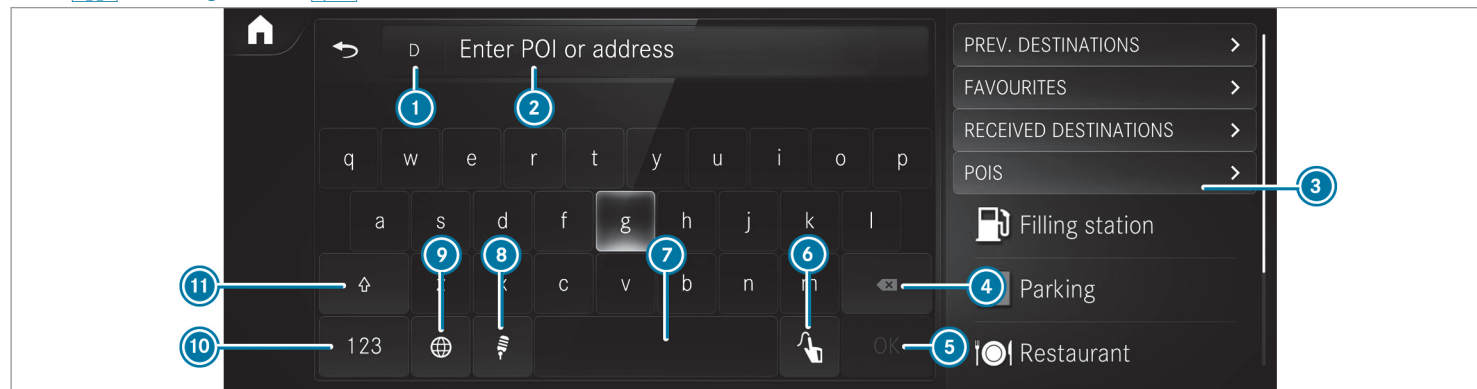 D Enter POI or address
1 2
q w e r t y u i o p
a s d f g h j k l
9 8 7 6
11 c v b n m 4
10 123 OK 5
PREV. DESTINATIONS
FAVOURITES
RECEIVED DESTINATIONS
POIS
3
Filling station
Parking
Restaurant